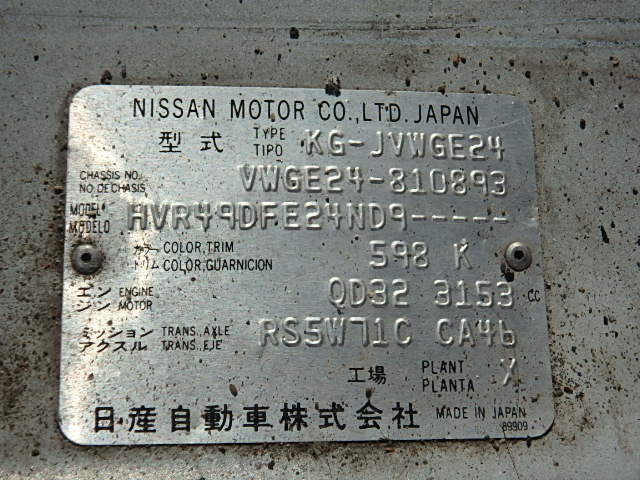 NISSAN MOTOR CO.,LTD. JAPAN
型式 TYPE TIPO KG-JVWGE24
CHASSIS NO. NO DE CHASIS VWGE24-810893
MODEL MODELO HVR49DFE24ND9-----
カラー トリム COLOR,TRIM COLOR,GUARNICION 598 K
エンジン ENGINE MOTOR QD32 3153 CC
ミッション アクスル TRANS.,AXLE TRANS.,EJE RS5W71C CA46
工場 PLANT PLANTA X
日産自動車株式会社 MADE IN JAPAN
89909